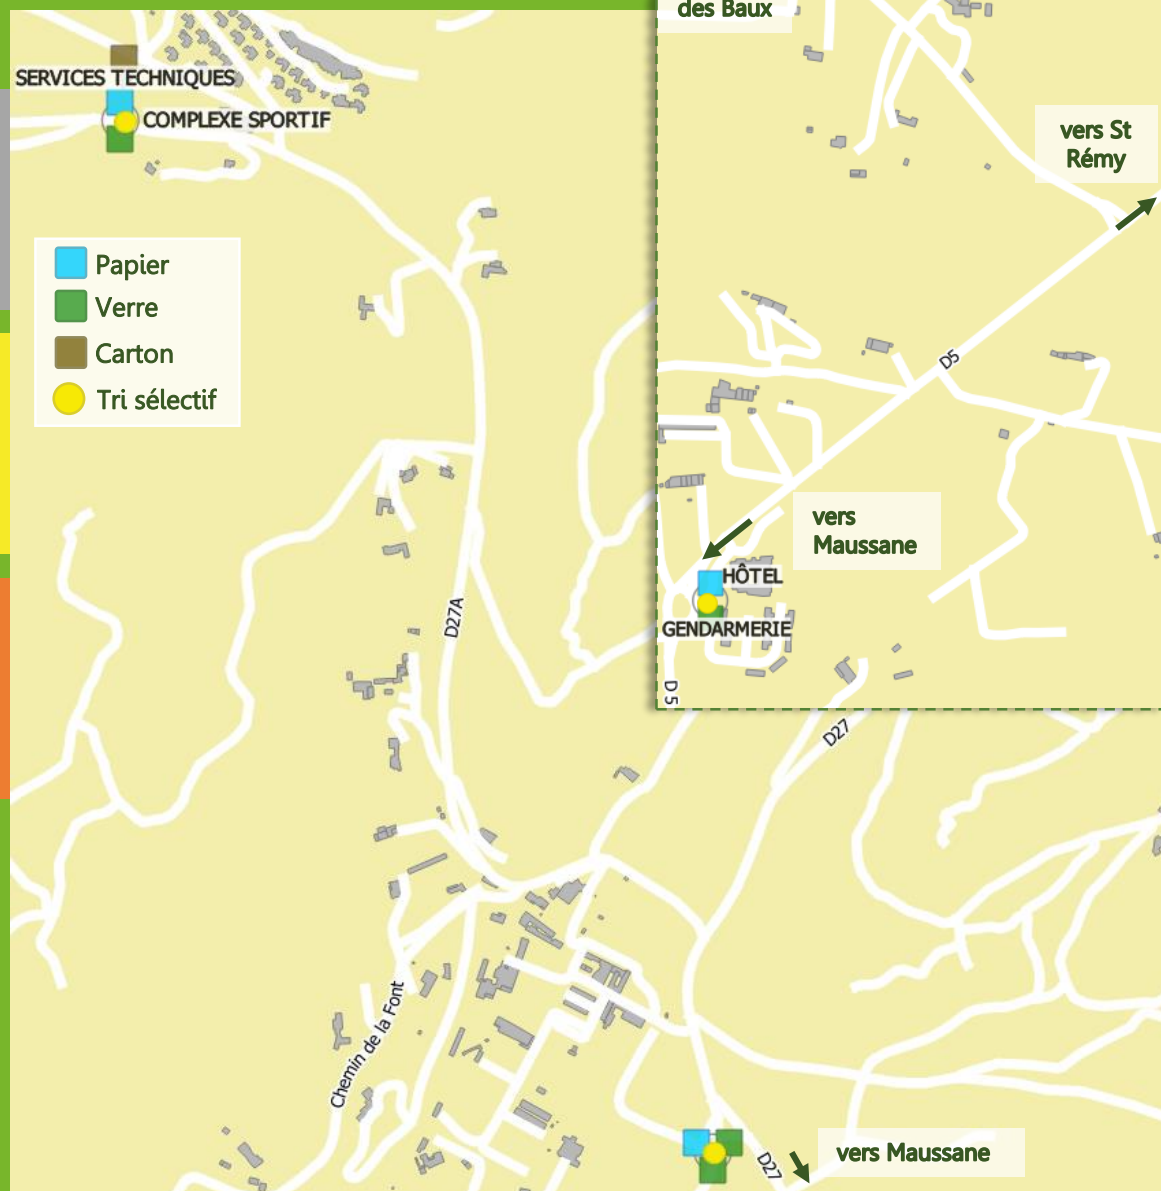 des Baux
SERVICES TECHNIQUES
COMPLEXE SPORTIF
vers St
Rémy
Papier
Verre
Carton
Tri sélectif
D5
vers
Maussane
HÔTEL
GENDARMERIE
D27A
D 5
D27
Chemin de la Font
vers Maussane
D27